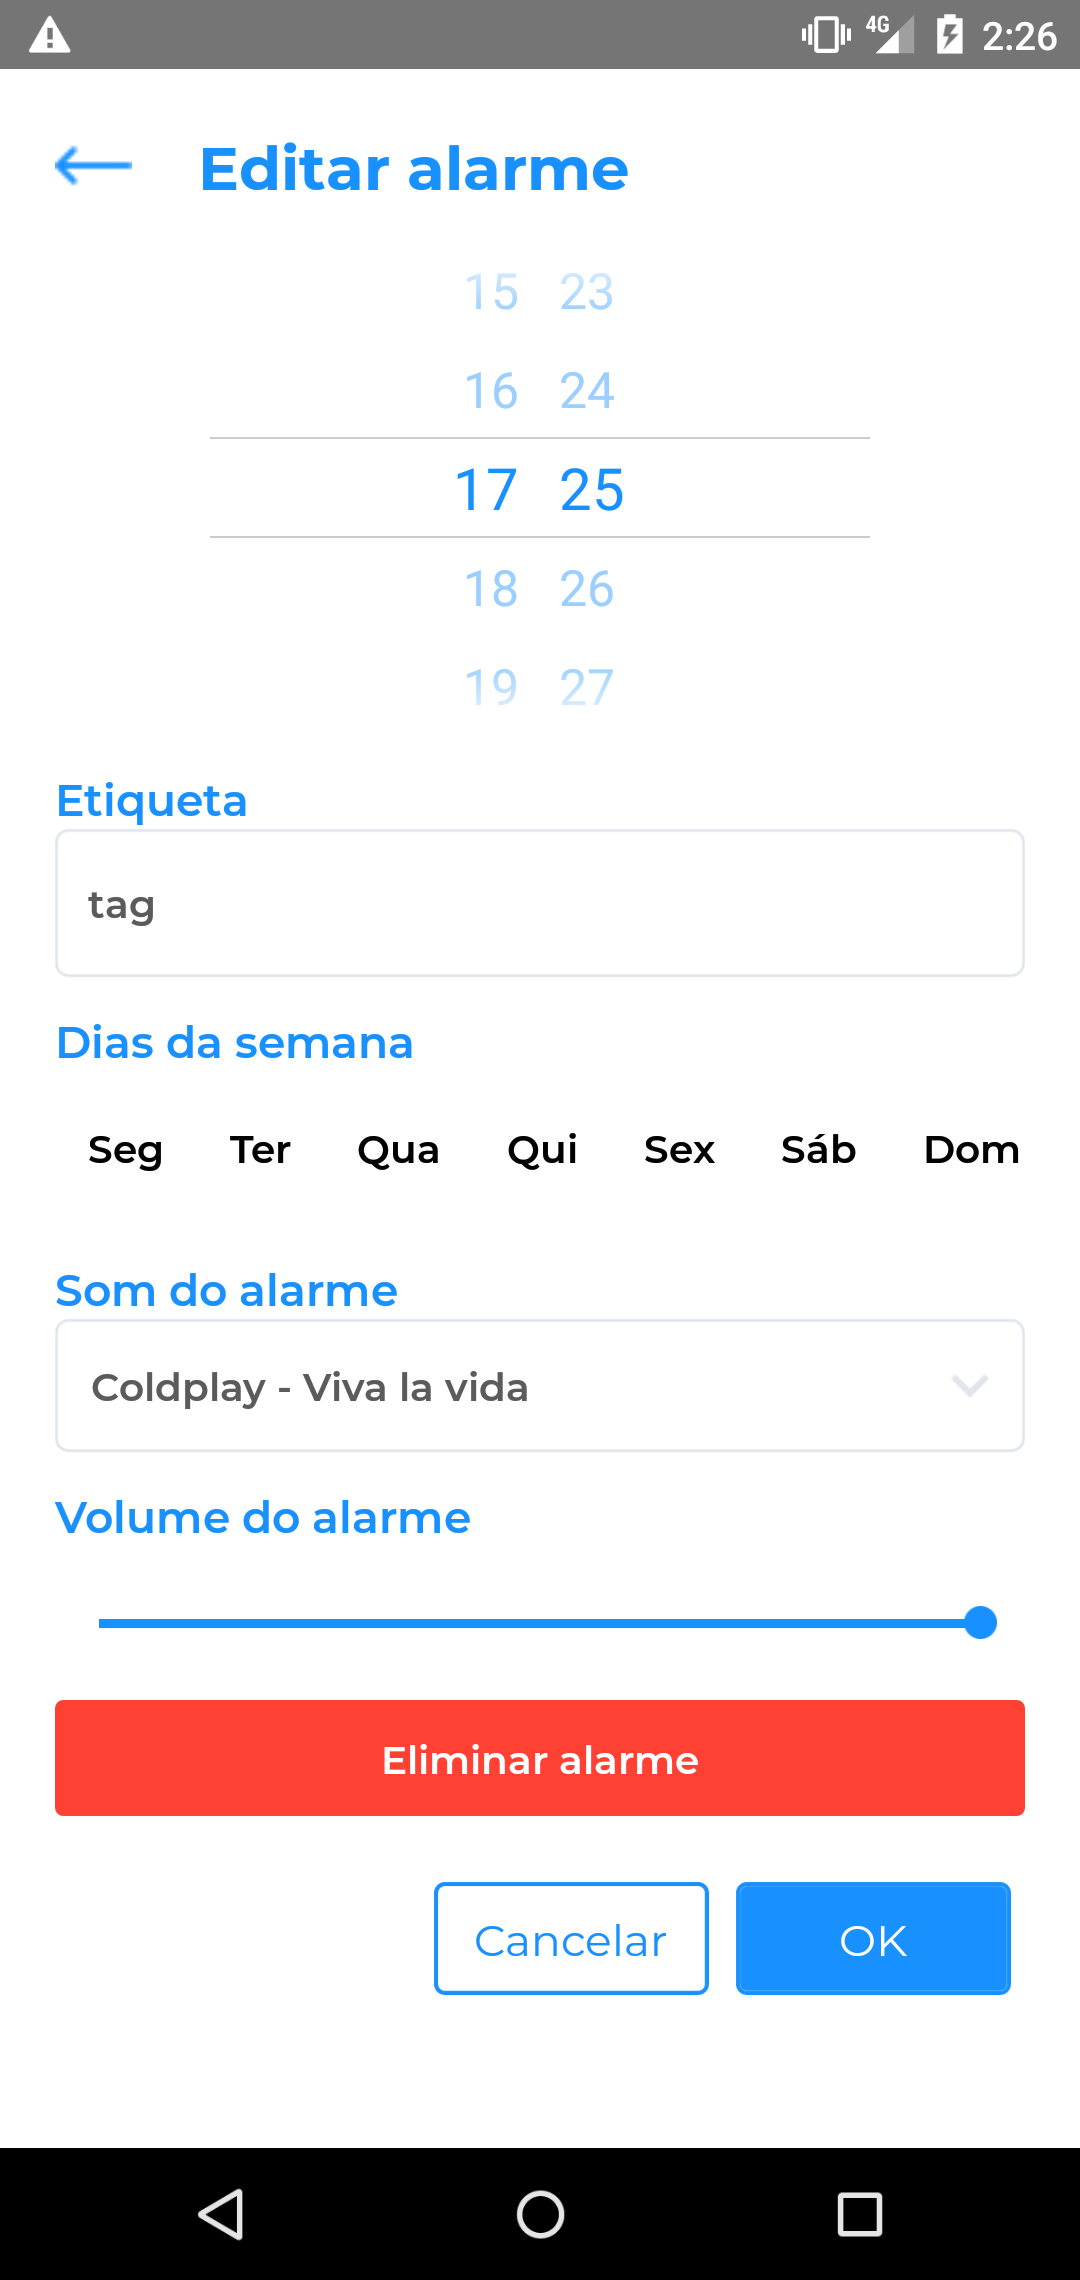 4G 2:26
Editar alarme
15 23
16 24
17 25
18 26
19 27
Etiqueta
tag
Dias da semana
Seg Ter Qua Qui Sex Sáb Dom
Som do alarme
Coldplay - Viva la vida
Volume do alarme
Eliminar alarme
Cancelar OK